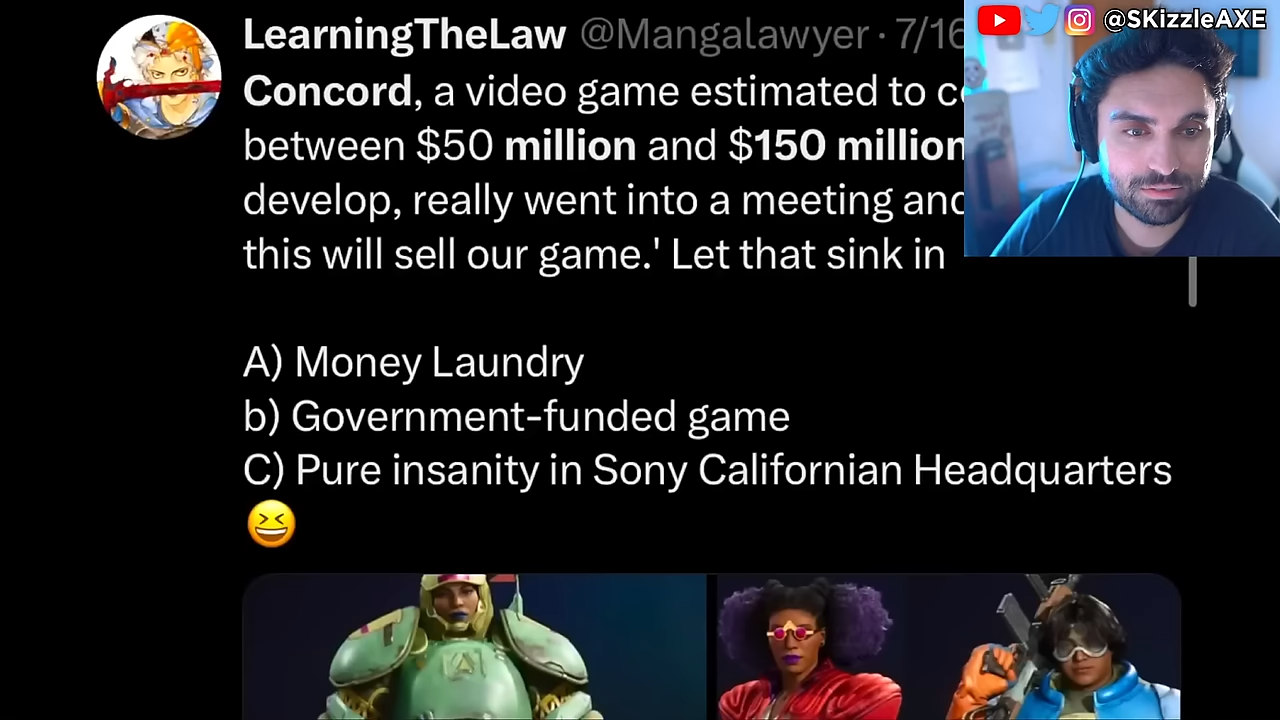 LearningTheLaw @Mangalawyer · 7/16
@SKizzleAXE
Concord, a video game estimated to
between $50 million and $150 million
develop, really went into a meeting
this will sell our game.' Let that sink in
A) Money Laundry
b) Government-funded game
C) Pure insanity in Sony Californian Headquarters